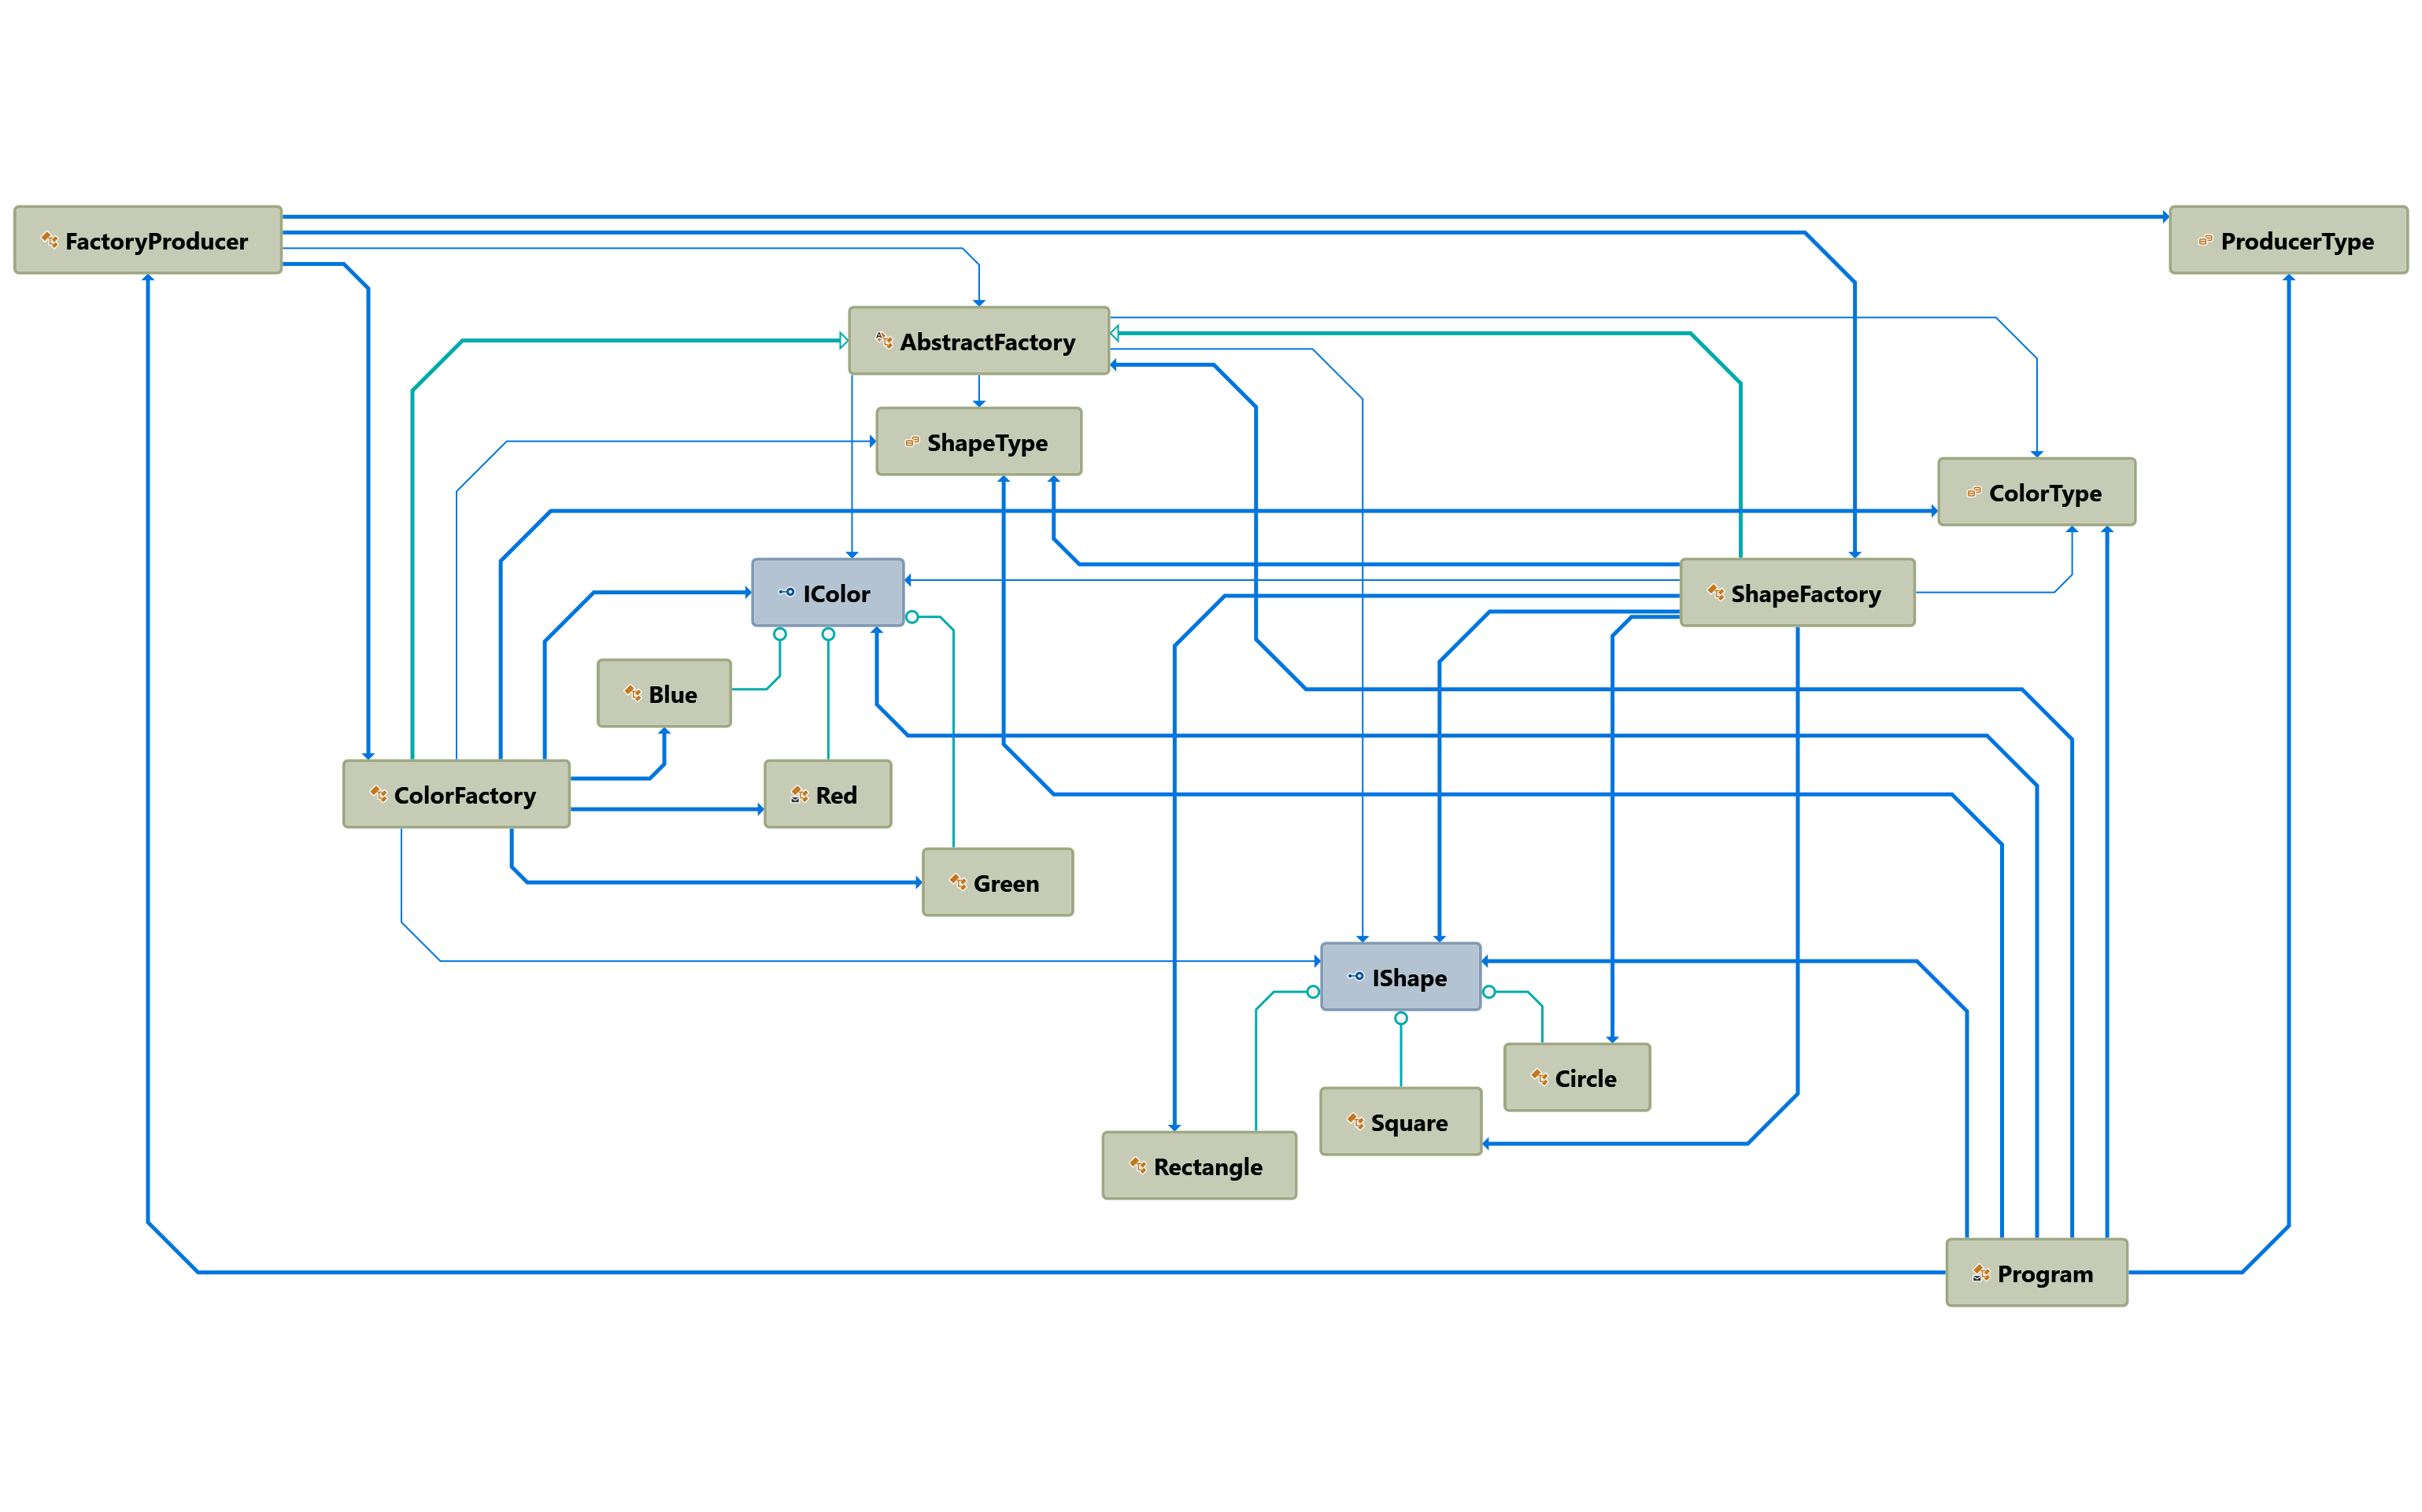 FactoryProducer
ProducerType
AbstractFactory
ShapeType
ColorType
IColor
ShapeFactory
Blue
ColorFactory
Red
Green
IShape
Circle
Square
Rectangle
Program